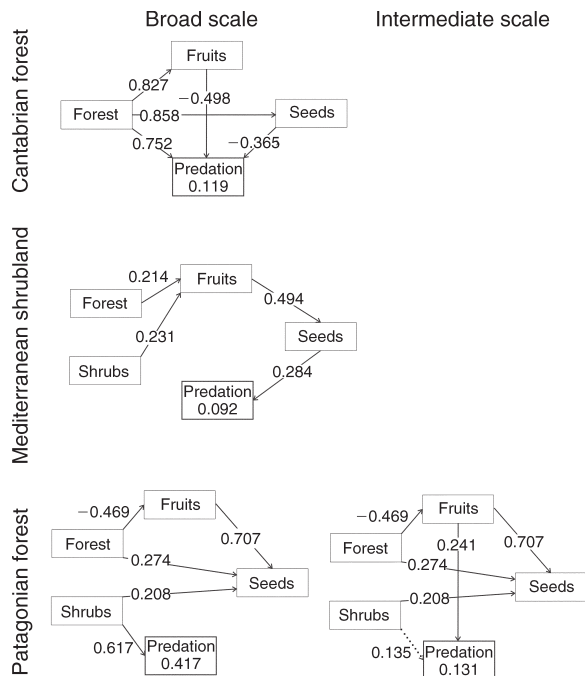 Broad scale
Intermediate scale
Cantabrian forest
Fruits
0.827
−0.498
Forest
0.858
Seeds
0.752
−0.365
Predation
0.119
Mediterranean shrubland
0.214
Fruits
Forest
0.494
0.231
Seeds
Shrubs
0.284
Predation
0.092
Patagonian forest
Fruits
−0.469
0.707
Forest
0.274
Seeds
0.208
Shrubs
0.617
Predation
0.417
Fruits
−0.469
0.241
0.707
Forest
0.274
Seeds
0.208
Shrubs
0.135
Predation
0.131